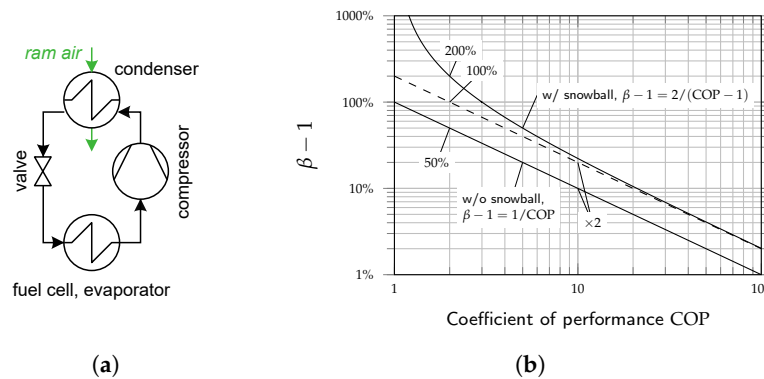 ram air
condenser
valve
compressor
fuel cell, evaporator
(a)
1000%
100%
10%
1%
β − 1
200%
100%
w/ snowball, β − 1 = 2/(COP − 1)
50%
w/o snowball,
β − 1 = 1/COP
×2
1
10
10
Coefficient of performance COP
(b)